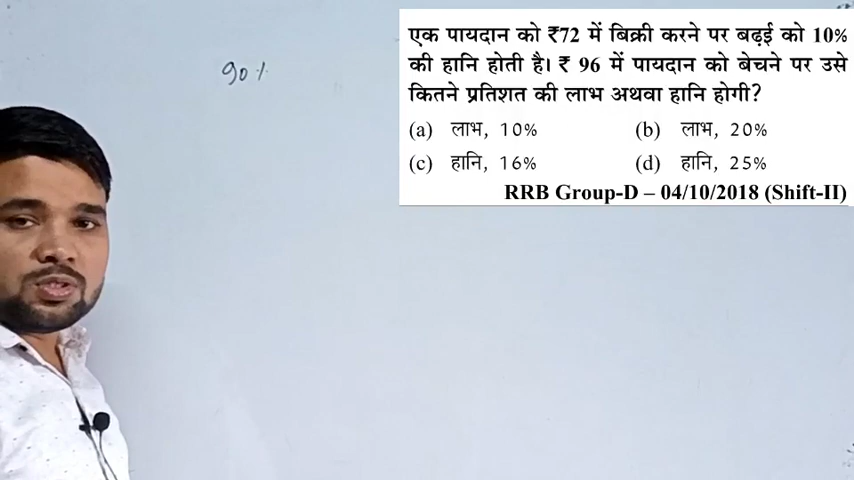 90%
एक पायदान को ₹72 में बिक्री करने पर बढ़ई को 10%
की हानि होती है। ₹ 96 में पायदान को बेचने पर उसे
कितने प्रतिशत की लाभ अथवा हानि होगी?
(a) लाभ, 10% (b) लाभ, 20%
(c) हानि, 16% (d) हानि, 25%
RRB Group-D – 04/10/2018 (Shift-II)